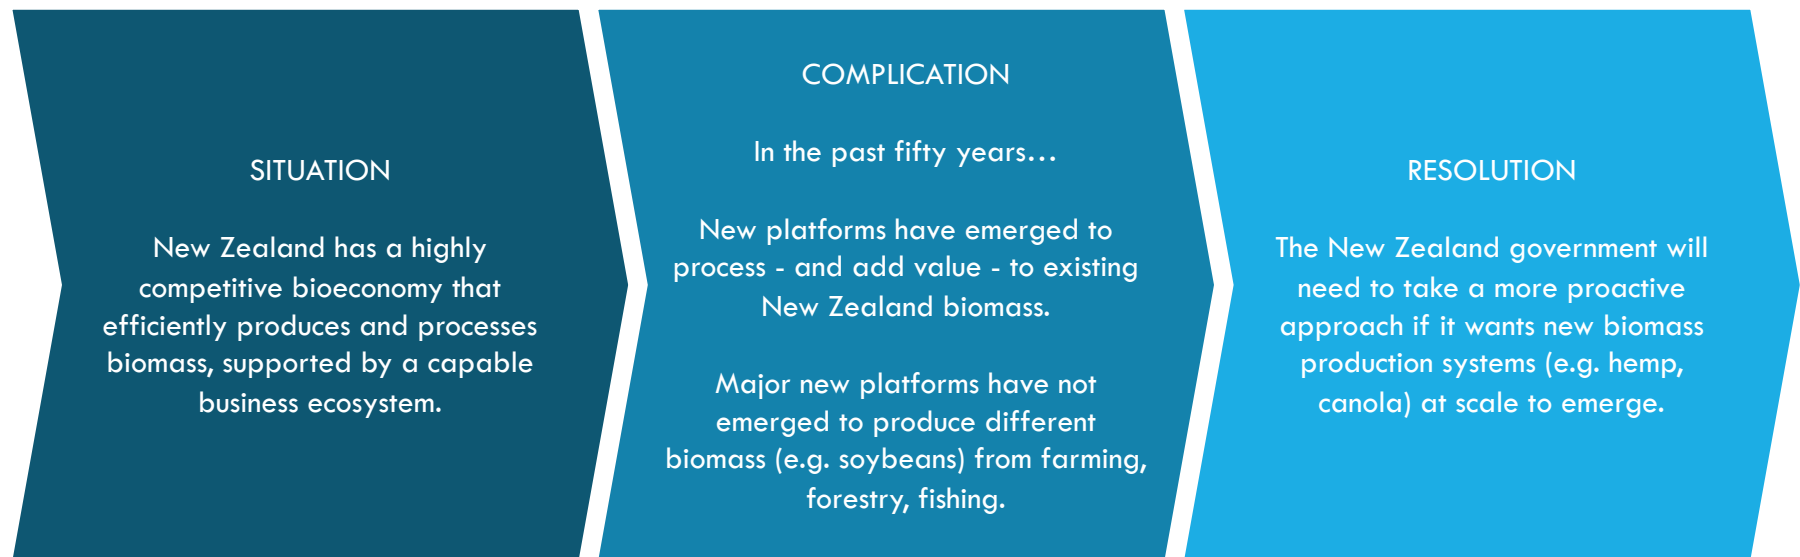 SITUATION
New Zealand has a highly
competitive bioeconomy that
efficiently produces and processes
biomass, supported by a capable
business ecosystem.
COMPLICATION
In the past fifty years…
New platforms have emerged to
process - and add value - to existing
New Zealand biomass.
Major new platforms have not
emerged to produce different
biomass (e.g. soybeans) from farming,
forestry, fishing.
RESOLUTION
The New Zealand government will
need to take a more proactive
approach if it wants new biomass
production systems (e.g. hemp,
canola) at scale to emerge.